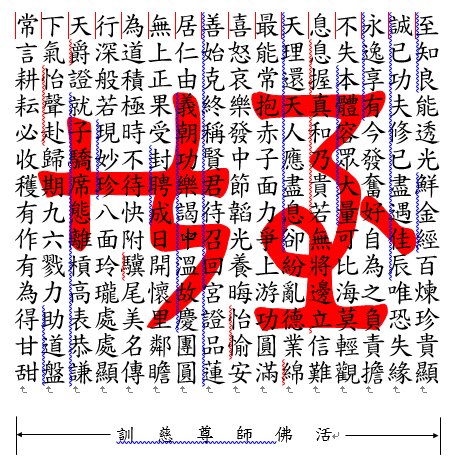 至知良能透光鮮金經百煉珍貴顯
誠己功夫修己盡遇佳辰唯恐失緣
永逸享有今發奮好自為之負責擔
不失本體容眾大量可比海莫輕觀
息息握真和乃貴若無將邊立信難
天理還天人應盡息卻紛亂德業綿
最能常抱赤子面力爭上游功圓滿
喜怒哀樂發中節韜光養晦怡愉安
善始克終稱賢君待召回宮證品蓮
居仁由義朝功樂謁中溫故慶團圓
無上正果受封聘成日開懷里鄰瞻
為道積極時不待快附驥尾美名傳
行深般若現妙珍八面玲瓏處處顯
天爵證就子驕席態離槓高表恭謙
下氣怡聲赴歸期九六戮力助道盤
常言耕耘必收穫有作有為得甘甜
活佛師尊慈訓